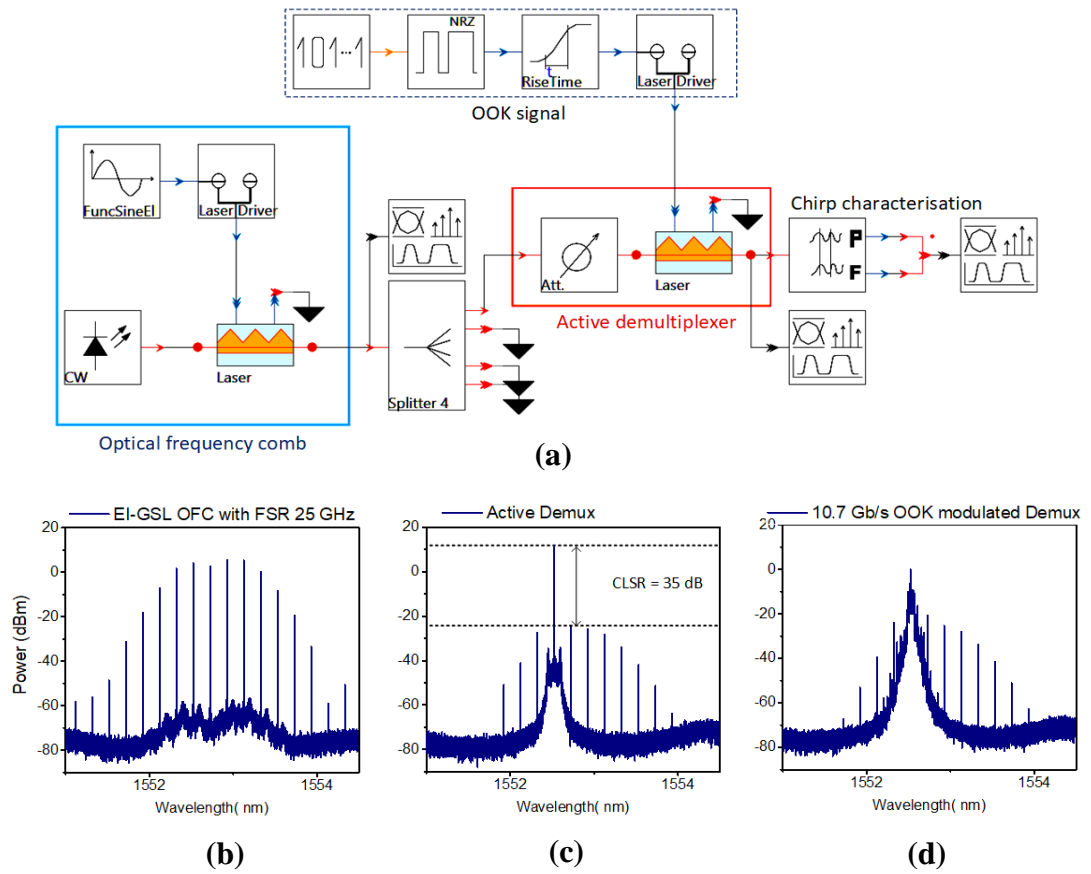 NRZ
1 0 1 ... 1
t
RiseTime
Laser Driver
OOK signal
FuncSineEl
Laser Driver
CW
Laser
Optical frequency comb
Splitter 4
Att.
Laser
Active demultiplexer
Chirp characterisation
P
F
(a)
EI-GSL OFC with FSR 25 GHz
Active Demux
10.7 Gb/s OOK modulated Demux
Power (dBm)
20
0
-20
-40
-60
-80
1552
1554
Wavelength( nm)
20
0
-20
-40
-60
-80
CLSR = 35 dB
1552
1554
Wavelength( nm)
20
0
-20
-40
-60
-80
1552
1554
Wavelength( nm)
(b)
(c)
(d)